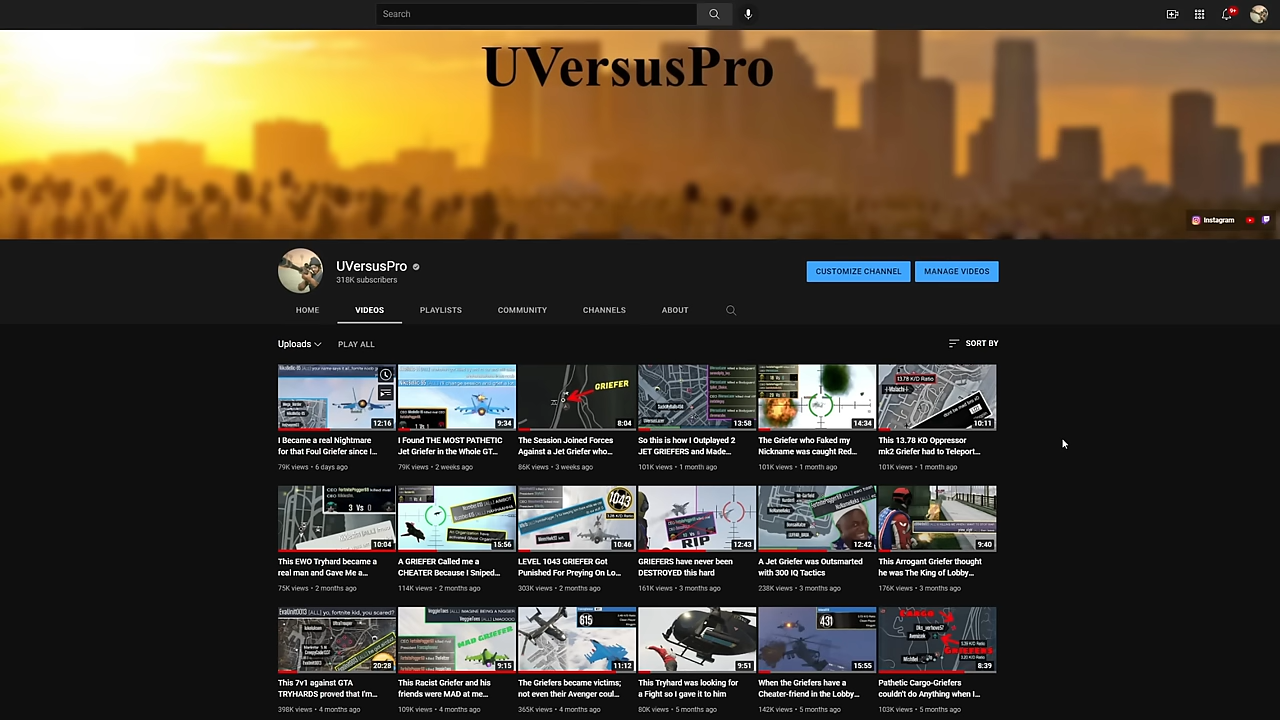 Search
9+
UVersusPro
Instagram
UVersusPro
318K subscribers
CUSTOMIZE CHANNEL
MANAGE VIDEOS
HOME
VIDEOS
PLAYLISTS
COMMUNITY
CHANNELS
ABOUT
Uploads
PLAY ALL
SORT BY
12:16
9:34
GRIEFER
8:04
13:58
14:34
13.78 K/D Ratio
10:11
I Became a real Nightmare
for that Foul Griefer since I...
79K views • 6 days ago
I Found THE MOST PATHETIC
Jet Griefer in the Whole GT...
79K views • 2 weeks ago
The Session Joined Forces
Against a Jet Griefer who...
86K views • 3 weeks ago
So this is how I Outplayed 2
JET GRIEFERS and Made...
101K views • 1 month ago
The Griefer who Faked my
Nickname was caught Red...
101K views • 1 month ago
This 13.78 KD Oppressor
mk2 Griefer had to Teleport...
101K views • 1 month ago
3 Vs 0
10:04
15:56
1043
10:46
RIP
12:43
12:42
9:40
This EWO Tryhard became a
real man and Gave Me a...
75K views • 2 months ago
A GRIEFER Called me a
CHEATER Because I Sniped...
114K views • 2 months ago
LEVEL 1043 GRIEFER Got
Punished For Preying On Lo...
303K views • 2 months ago
GRIEFERS have never been
DESTROYED this hard
161K views • 3 months ago
A Jet Griefer was Outsmarted
with 300 IQ Tactics
238K views • 3 months ago
This Arrogant Griefer thought
he was The King of Lobby...
176K views • 3 months ago
EvaUnit0013 [ALL] yo, fortnite kid, you scared?
20:28
MAD GRIEFER
9:15
615
11:12
9:51
431
15:55
CARGO
GRIEFERS
8:39
This 7v1 against GTA
TRYHARDS proved that I'm...
398K views • 4 months ago
This Racist Griefer and his
friends were MAD at me...
109K views • 4 months ago
The Griefers became victims;
not even their Avenger coul...
365K views • 4 months ago
This Tryhard was looking for
a Fight so I gave it to him
80K views • 5 months ago
When the Griefers have a
Cheater-friend in the Lobby...
142K views • 5 months ago
Pathetic Cargo-Griefers
couldn't do Anything when I...
103K views • 5 months ago